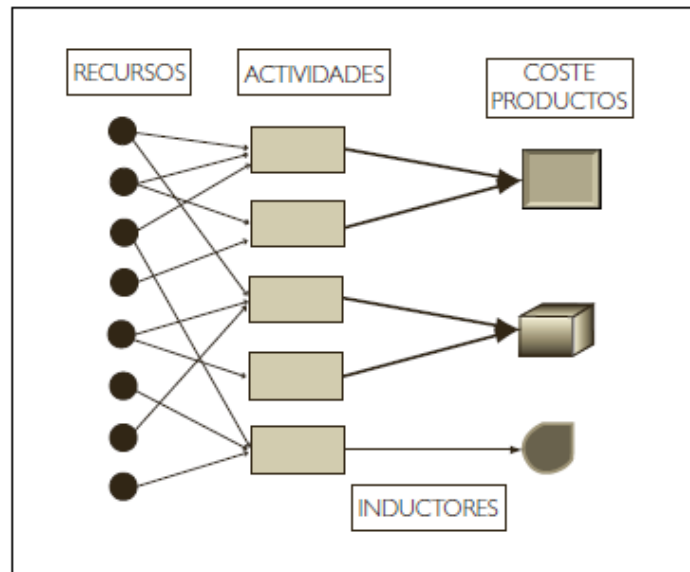 RECURSOS
ACTIVIDADES
COSTE
PRODUCTOS
INDUCTORES